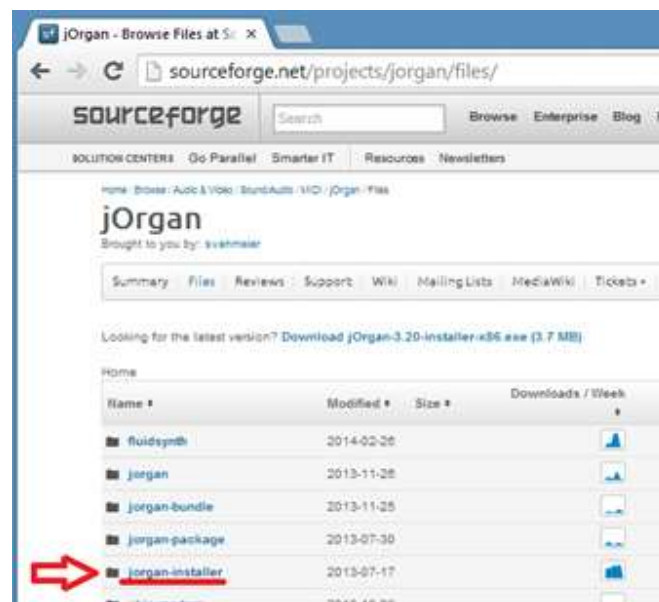 jOrgan - Browse Files at
sourceforge.net/projects/jorgan/files/
sourceforge Search Browse Enterprise Blog
SOLUTION CENTERS Go Parallel Smarter IT Resources Newsletters
Home / Browse / Audio & Video / Sound/Audio / MIDI / jOrgan / Files
jOrgan
Brought to you by: svenmeier
Summary Files Reviews Support Wiki Mailing Lists MediaWiki Tickets
Looking for the latest version? Download jOrgan-3.20-installer-x86.exe (3.7 MB)
Home
Name Modified Size Downloads / Week
fluidsynth 2014-02-26
jorgan 2013-11-26
jorgan-bundle 2013-11-25
jorgan-package 2013-07-30
jorgan-installer 2013-07-17